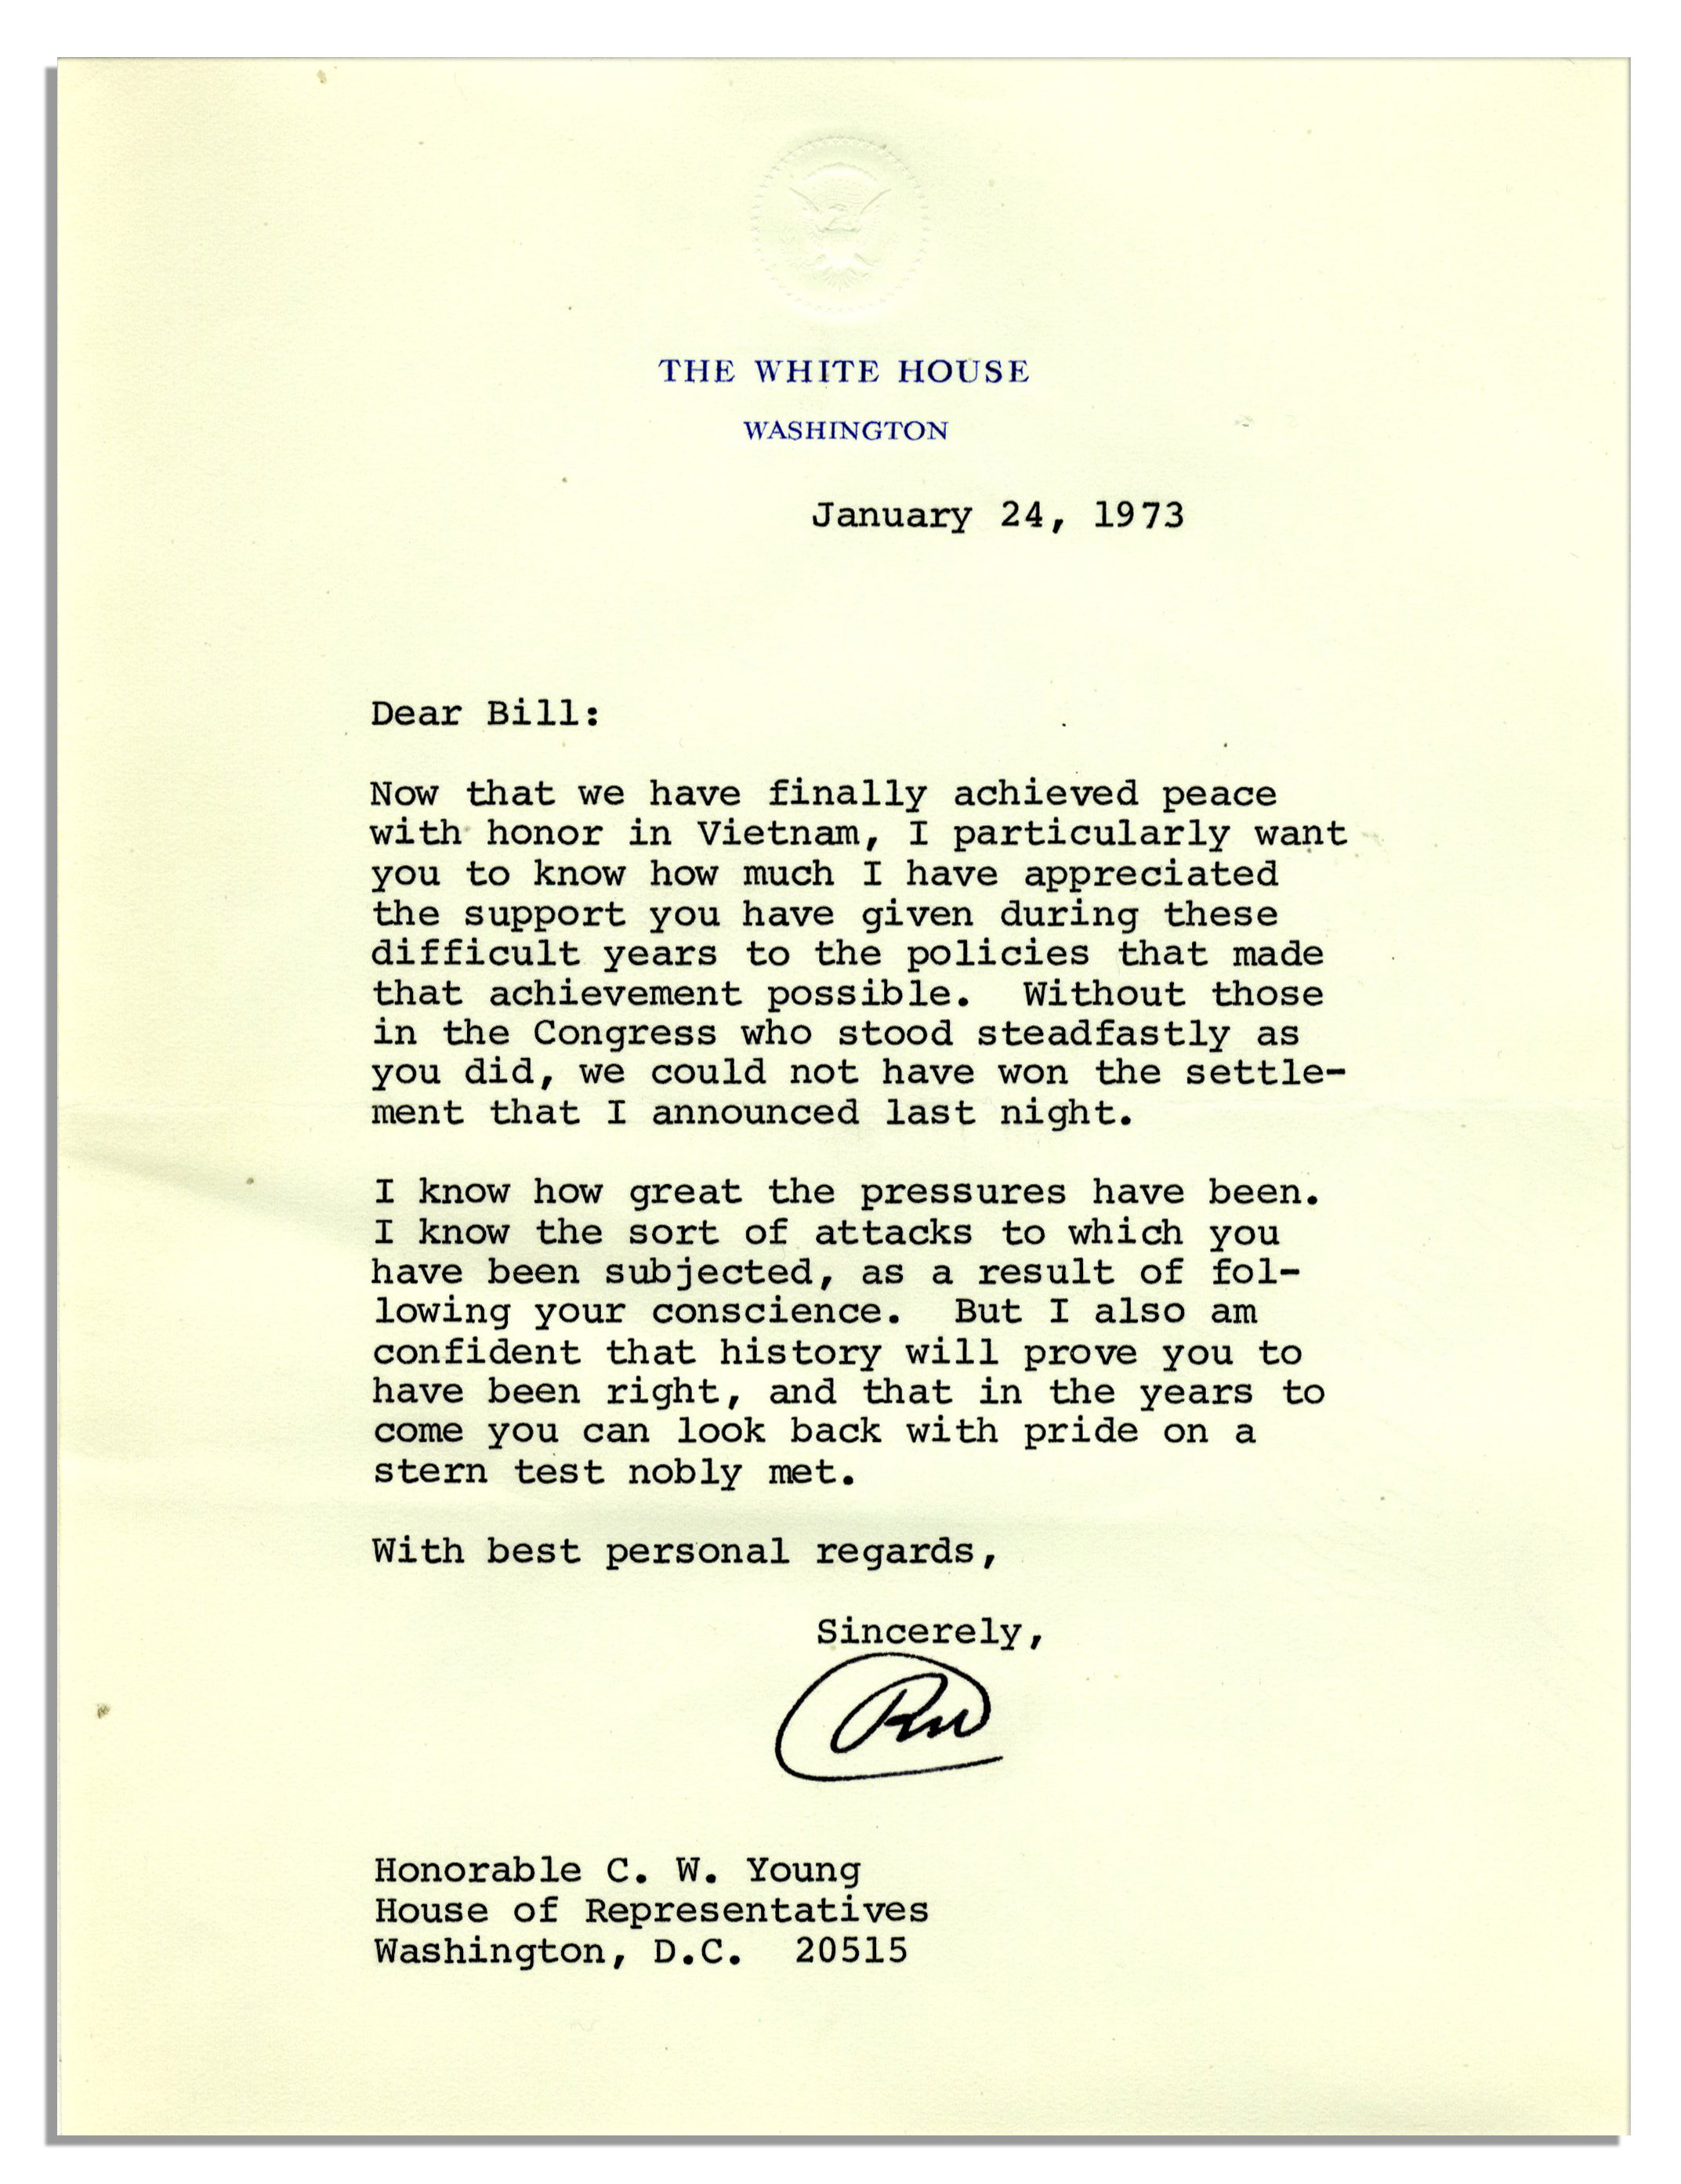 THE WHITE HOUSE
WASHINGTON
January 24, 1973
Dear Bill:
Now that we have finally achieved peace
with honor in Vietnam, I particularly want
you to know how much I have appreciated
the support you have given during these
difficult years to the policies that made
that achievement possible.  Without those
in the Congress who stood steadfastly as
you did, we could not have won the settle-
ment that I announced last night.
I know how great the pressures have been.
I know the sort of attacks to which you
have been subjected, as a result of fol-
lowing your conscience.  But I also am
confident that history will prove you to
have been right, and that in the years to
come you can look back with pride on a
stern test nobly met.
With best personal regards,
Sincerely,
RN
Honorable C. W. Young
House of Representatives
Washington, D.C.  20515